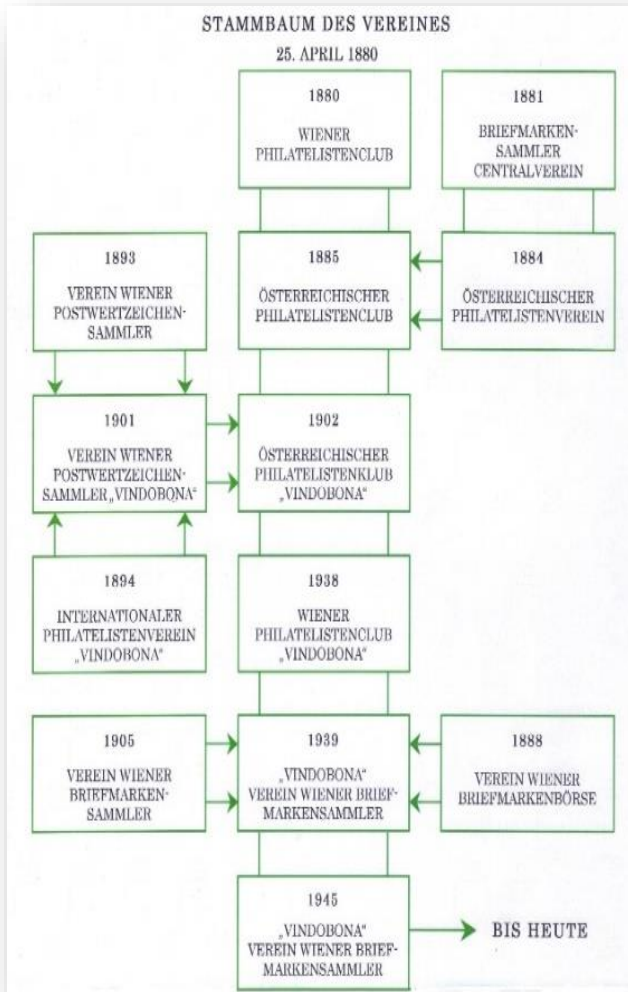 STAMMBAUM DES VEREINES
25. APRIL 1880
1880
WIENER
PHILATELISTENCLUB
1881
BRIEFMARKEN-
SAMMLER
CENTRALVEREIN
1893
VEREIN WIENER
POSTWERTZEICHEN-
SAMMLER
1885
ÖSTERREICHISCHER
PHILATELISTENCLUB
1884
ÖSTERREICHISCHER
PHILATELISTENVEREIN
1901
VEREIN WIENER
POSTWERTZEICHEN-
SAMMLER „VINDOBONA“
1902
ÖSTERREICHISCHER
PHILATELISTENKLUB
„VINDOBONA“
1894
INTERNATIONALER
PHILATELISTENVEREIN
„VINDOBONA“
1938
WIENER
PHILATELISTENCLUB
„VINDOBONA“
1905
VEREIN WIENER
BRIEFMARKEN-
SAMMLER
1939
„VINDOBONA“
VEREIN WIENER BRIEF-
MARKENSAMMLER
1888
VEREIN WIENER
BRIEFMARKENBÖRSE
1945
„VINDOBONA“
VEREIN WIENER BRIEF-
MARKENSAMMLER
BIS HEUTE